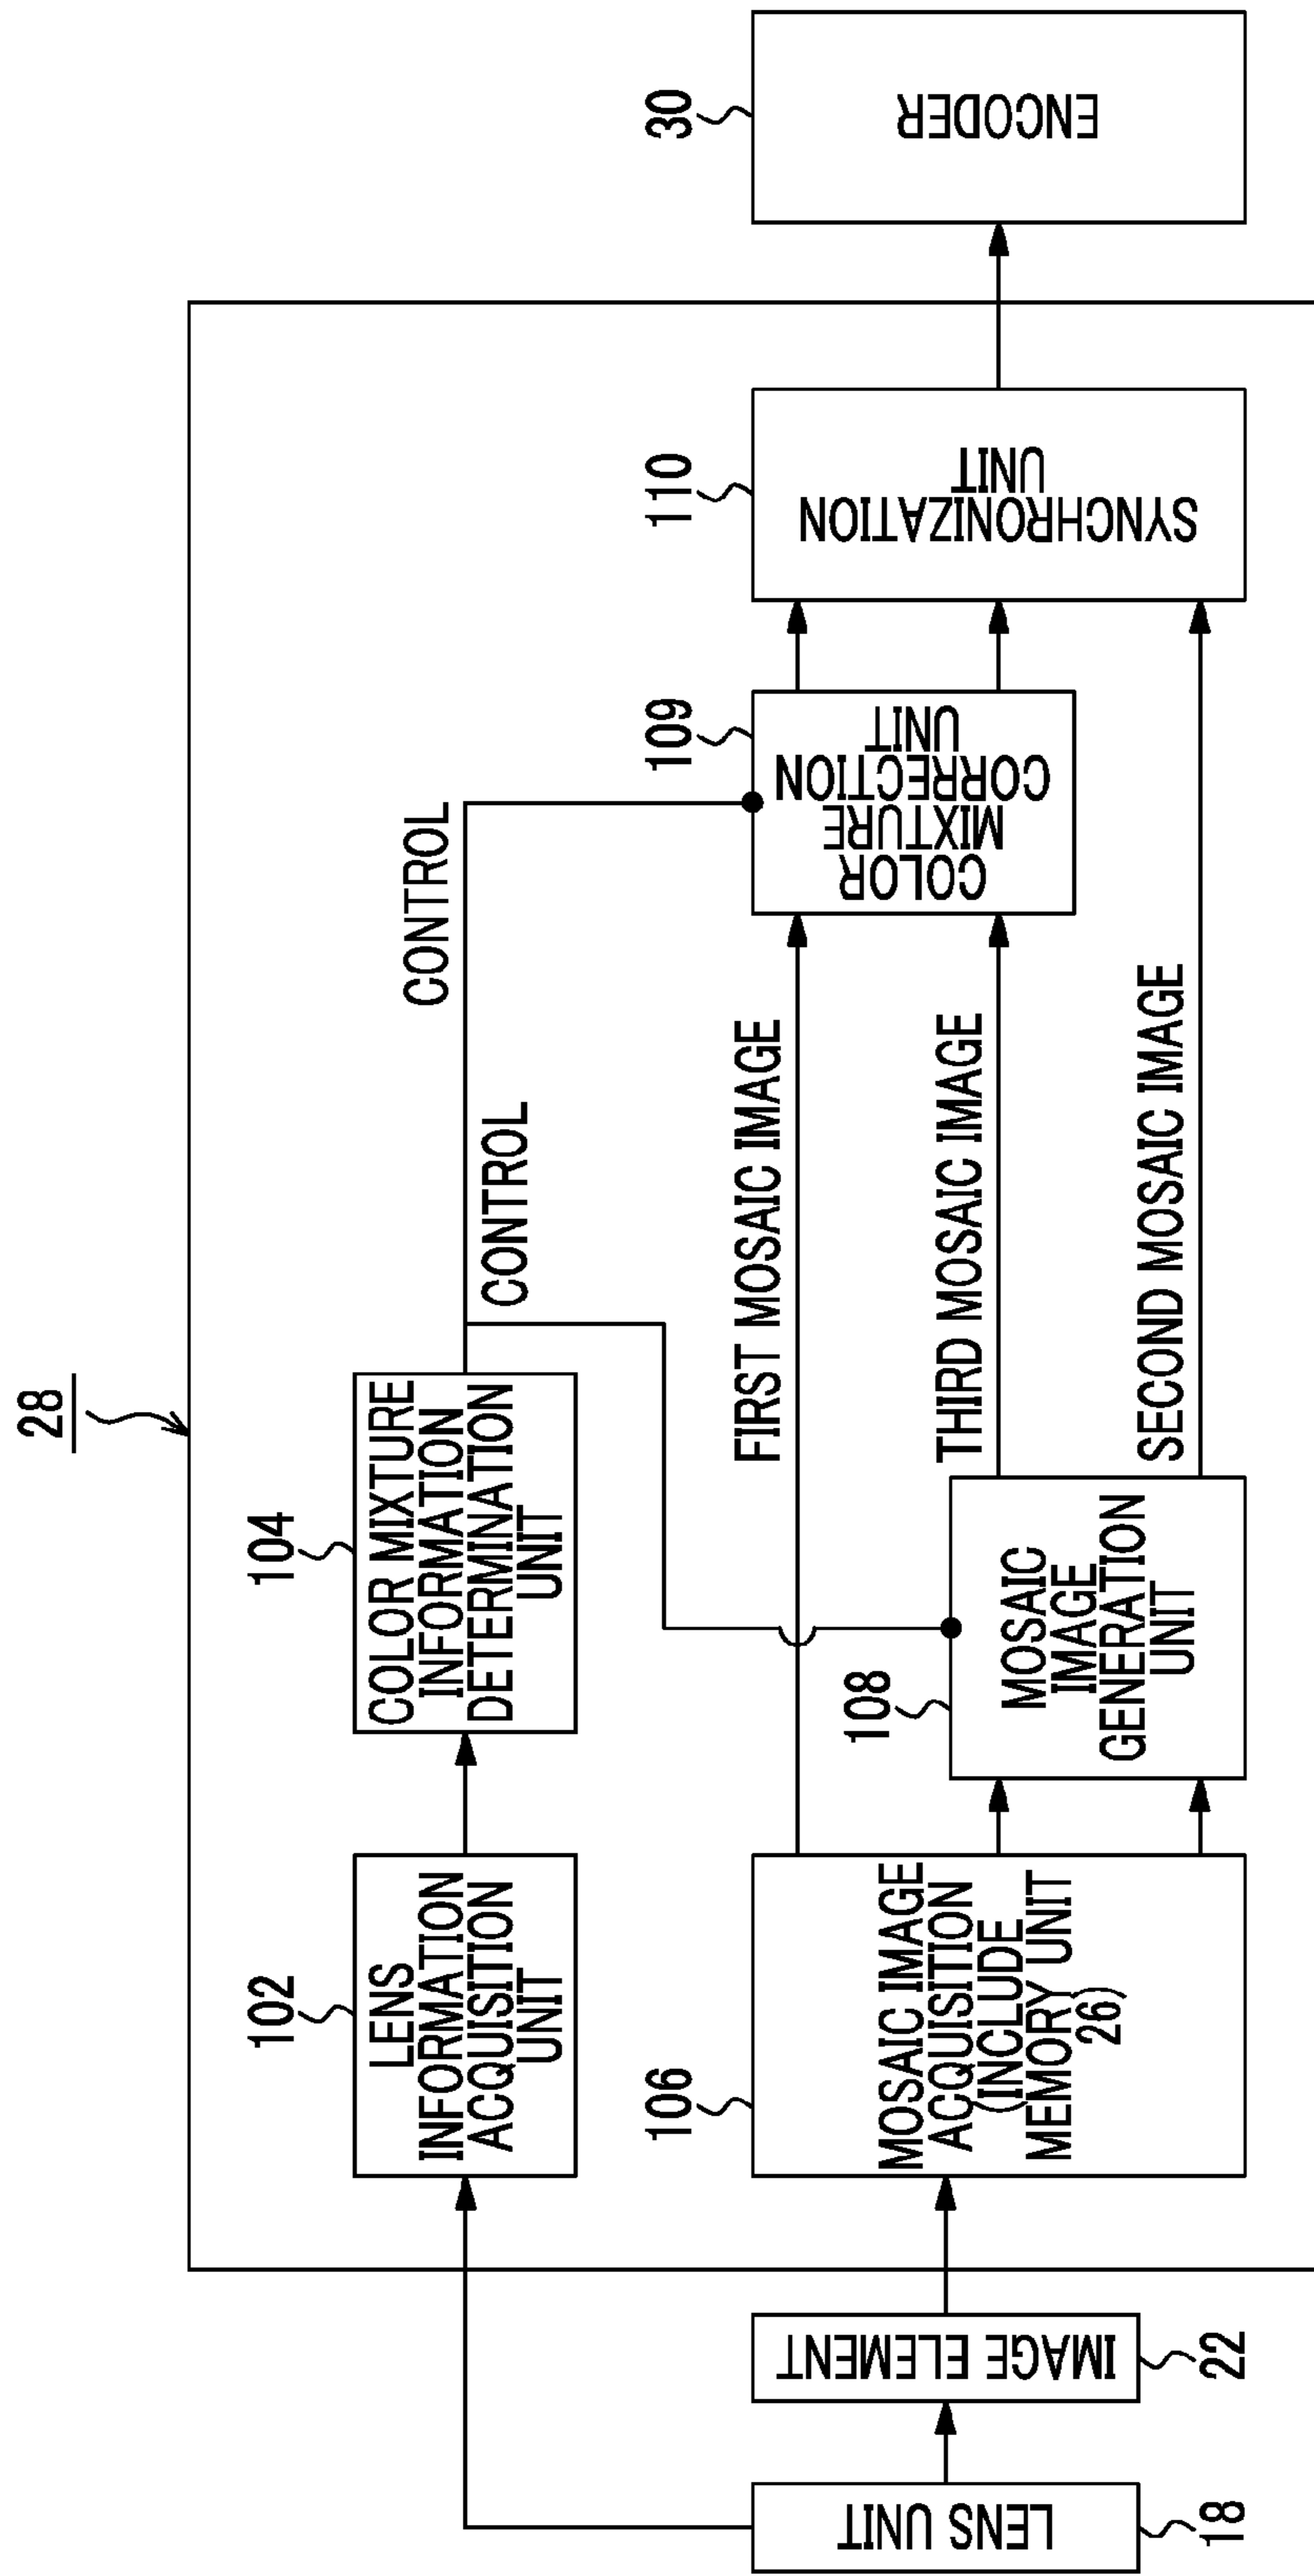 28
102
LENS
INFORMATION
ACQUISITION
UNIT
104
COLOR MIXTURE
INFORMATION
DETERMINATION
UNIT
CONTROL
CONTROL
LENS UNIT
18
IMAGE ELEMENT
22
106
MOSAIC IMAGE
ACQUISITION
(INCLUDE
MEMORY UNIT
26)
108
MOSAIC
IMAGE
GENERATION
UNIT
FIRST MOSAIC IMAGE
THIRD MOSAIC IMAGE
SECOND MOSAIC IMAGE
109
COLOR
MIXTURE
CORRECTION
UNIT
110
SYNCHRONIZATION
UNIT
30
ENCODER